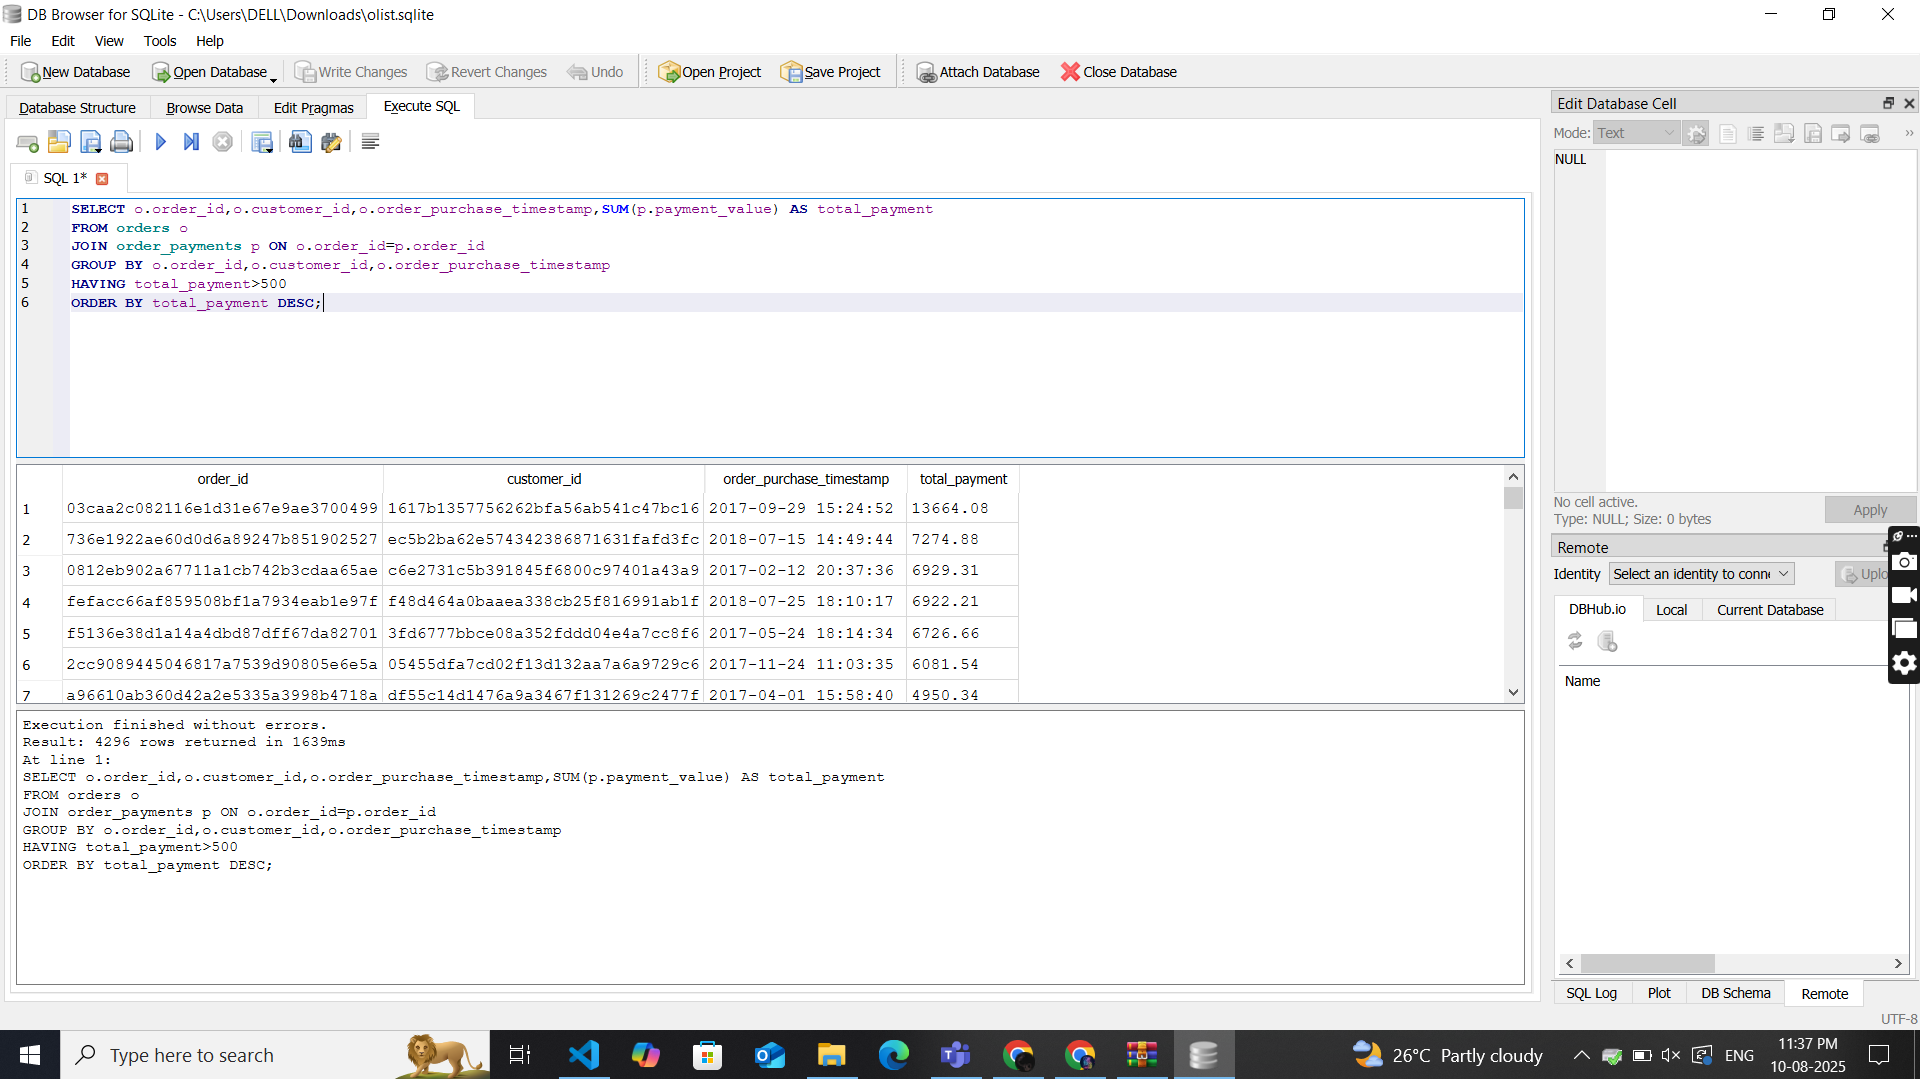 DB Browser for SQLite - C:\Users\DELL\Downloads\olist.sqlite
File Edit View Tools Help
New Database Open Database Write Changes Revert Changes Undo Open Project Save Project Attach Database Close Database
Database Structure Browse Data Edit Pragmas Execute SQL
SQL 1*
1 SELECT o.order_id,o.customer_id,o.order_purchase_timestamp,SUM(p.payment_value) AS total_payment
2 FROM orders o
3 JOIN order_payments p ON o.order_id=p.order_id
4 GROUP BY o.order_id,o.customer_id,o.order_purchase_timestamp
5 HAVING total_payment>500
6 ORDER BY total_payment DESC;
order_id customer_id order_purchase_timestamp total_payment
1 03caa2c082116e1d31e67e9ae3700499 1617b1357756262bfa56ab541c47bc16 2017-09-29 15:24:52 13664.08
2 736e1922ae60d0d6a89247b851902527 ec5b2ba62e574342386871631fafd3fc 2018-07-15 14:49:44 7274.88
3 0812eb902a67711a1cb742b3cdaa65ae c6e2731c5b391845f6800c97401a43a9 2017-02-12 20:37:36 6929.31
4 fefacc66af859508bf1a7934eab1e97f f48d464a0baaea338cb25f816991ab1f 2018-07-25 18:10:17 6922.21
5 f5136e38d1a14a4dbd87dff67da82701 3fd6777bbce08a352fddd04e4a7cc8f6 2017-05-24 18:14:34 6726.66
6 2cc9089445046817a7539d90805e6e5a 05455dfa7cd02f13d132aa7a6a9729c6 2017-11-24 11:03:35 6081.54
7 a96610ab360d42a2e5335a3998b4718a df55c14d1476a9a3467f131269c2477f 2017-04-01 15:58:40 4950.34
Execution finished without errors.
Result: 4296 rows returned in 1639ms
At line 1:
SELECT o.order_id,o.customer_id,o.order_purchase_timestamp,SUM(p.payment_value) AS total_payment
FROM orders o
JOIN order_payments p ON o.order_id=p.order_id
GROUP BY o.order_id,o.customer_id,o.order_purchase_timestamp
HAVING total_payment>500
ORDER BY total_payment DESC;
Edit Database Cell
Mode: Text
NULL
No cell active.
Type: NULL; Size: 0 bytes
Apply
Remote
Identity Select an identity to conne Uplo
DBHub.io Local Current Database
Name
SQL Log Plot DB Schema Remote
UTF-8
Type here to search
26°C Partly cloudy
ENG
11:37 PM
10-08-2025